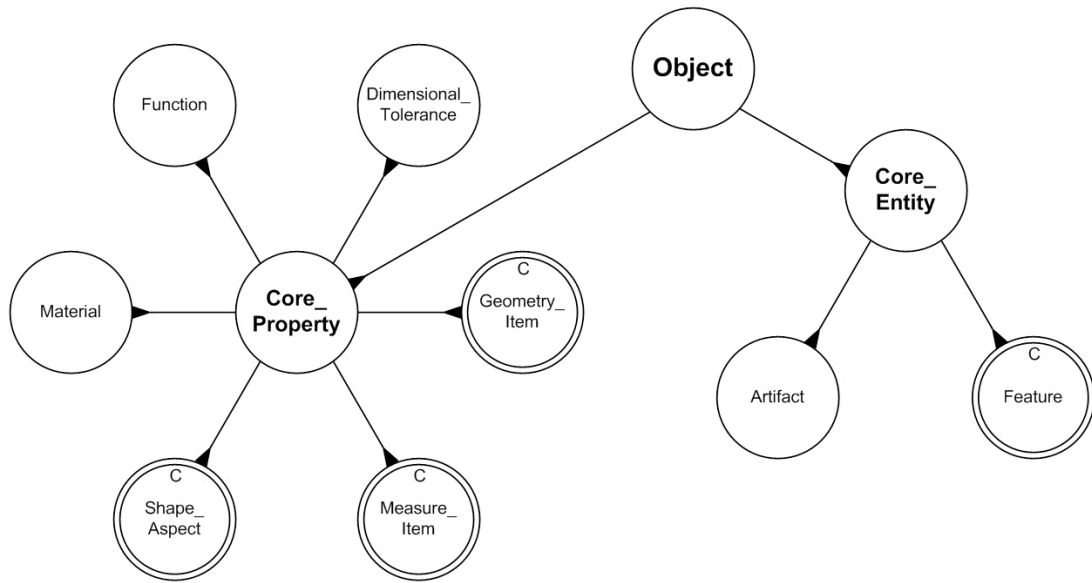 Object
Function
Dimensional_
Tolerance
Core_
Entity
Material
Core_
Property
C
Geometry_
Item
Artifact
C
Feature
C
Shape_
Aspect
C
Measure_
Item